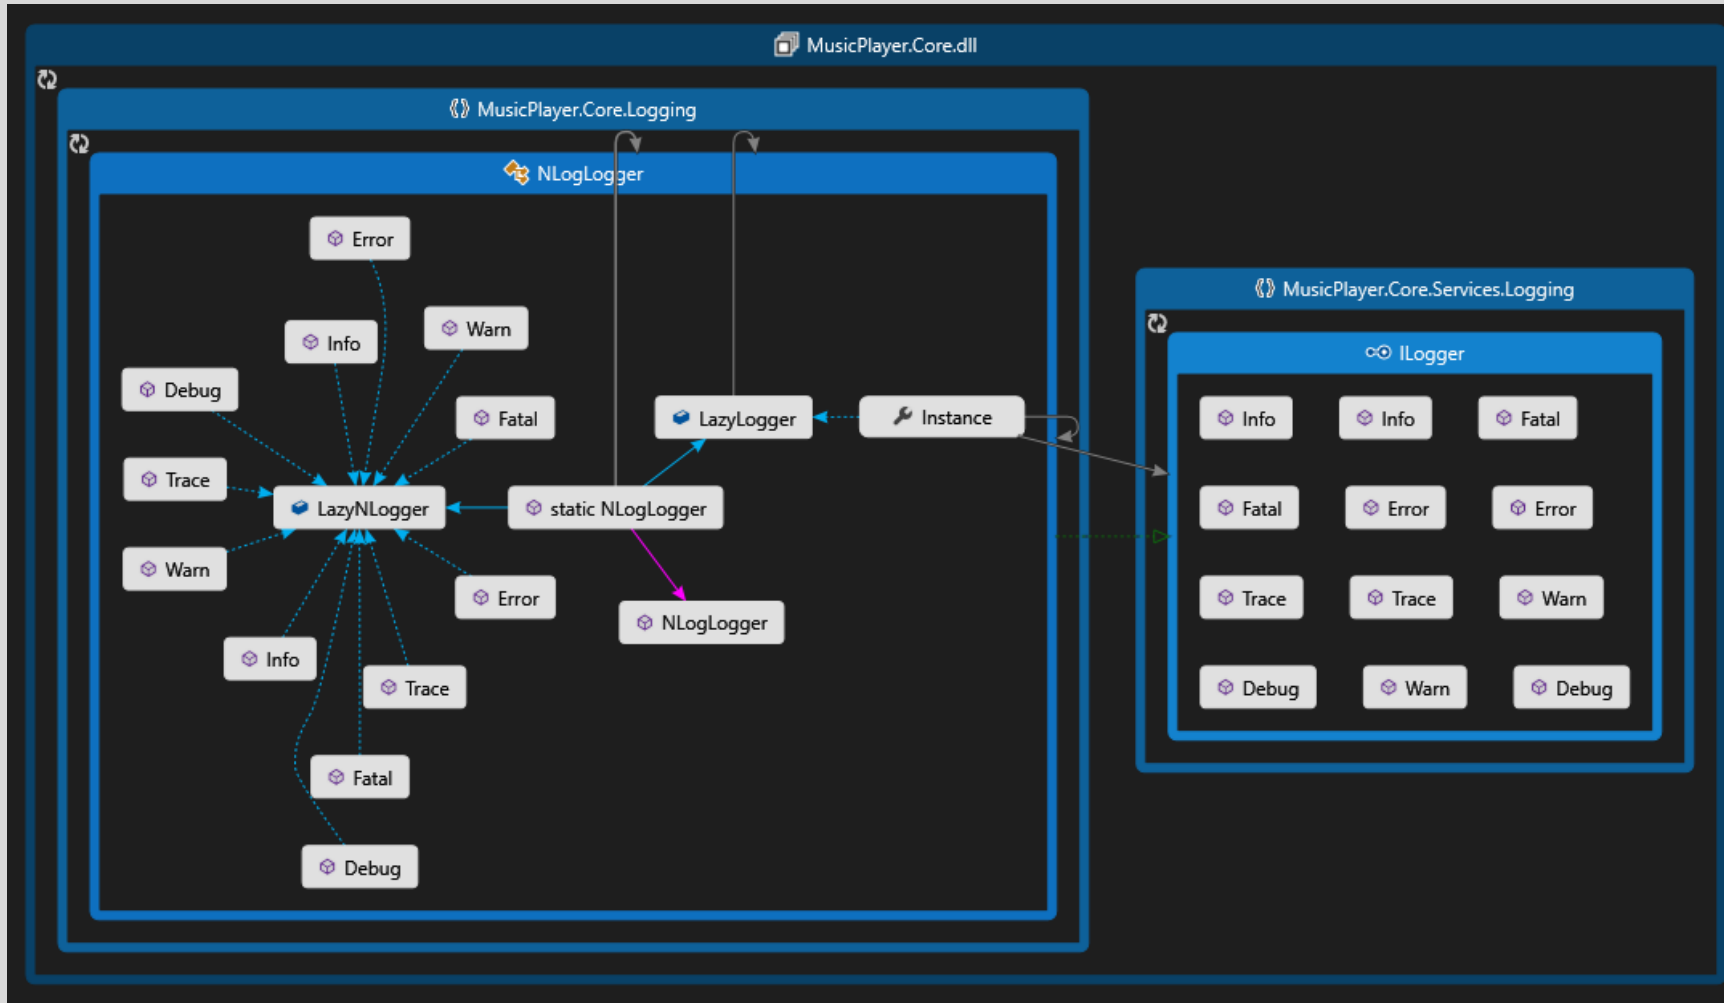 MusicPlayer.Core.dll
MusicPlayer.Core.Logging
NLogLogger
Error
Info
Warn
Debug
Fatal
LazyLogger
Instance
Trace
LazyNLogger
static NLogLogger
Warn
Error
NLogLogger
Info
Trace
Fatal
Debug
MusicPlayer.Core.Services.Logging
ILogger
Info
Info
Fatal
Fatal
Error
Error
Trace
Trace
Warn
Debug
Warn
Debug